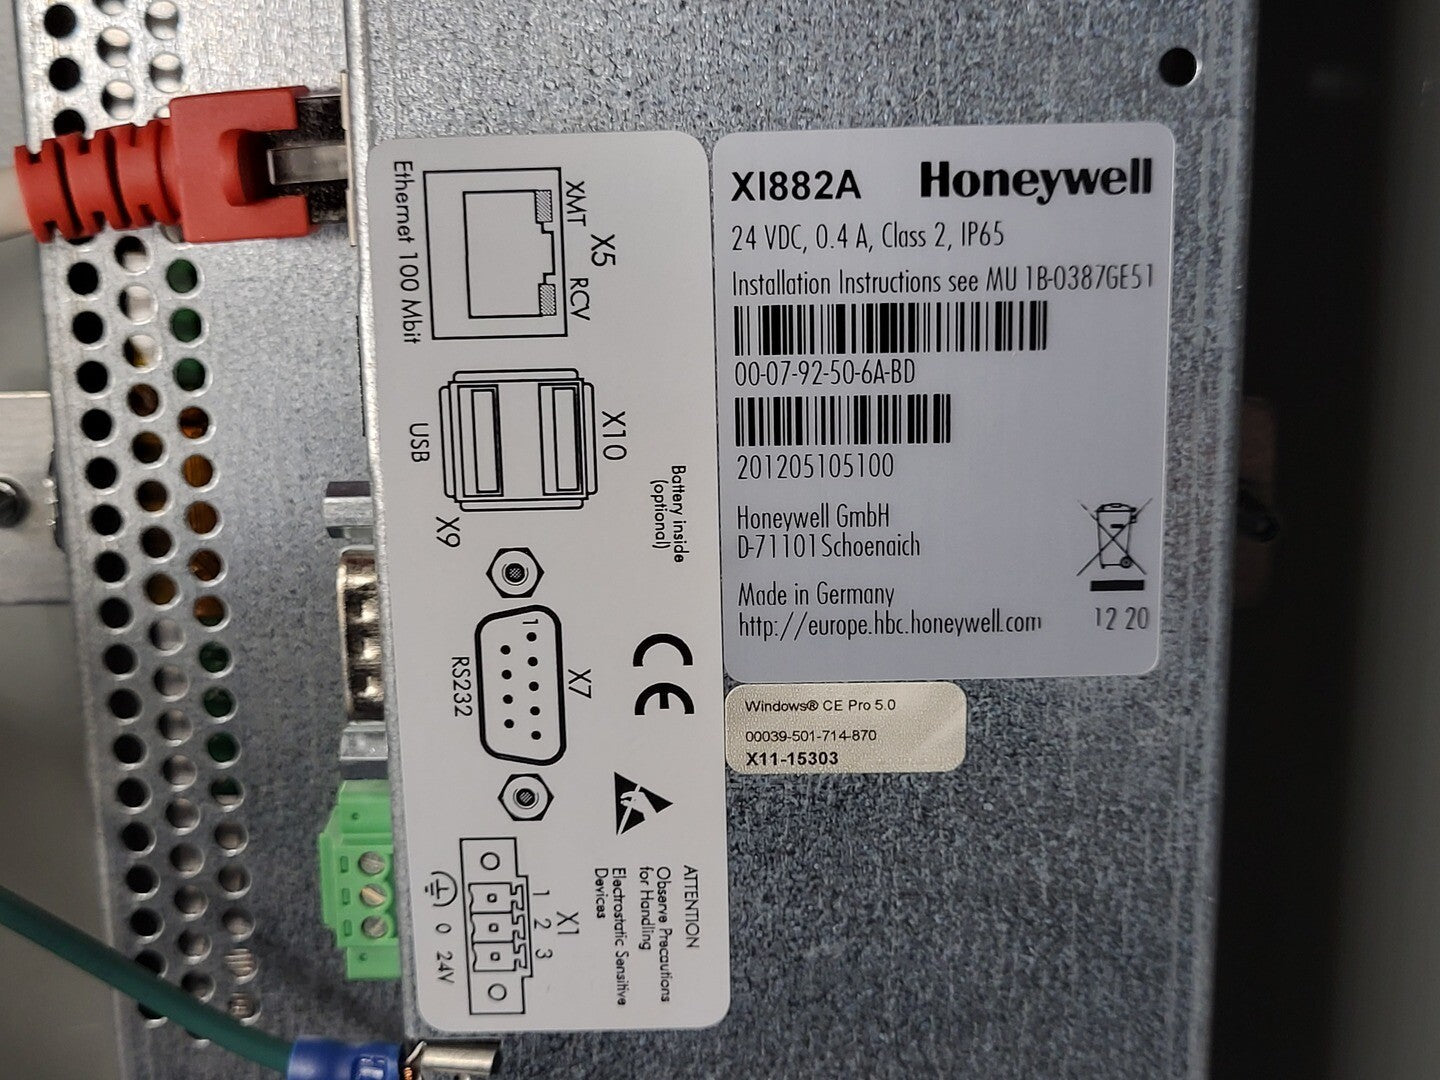 XI882A Honeywell
24 VDC, 0.4 A, Class 2, IP65
Installation Instructions see MU 1B-0387GE51
00-07-92-50-6A-BD
201205105100
Honeywell GmbH
D-71101 Schoenaich
Made in Germany
http://europe.hbc.honeywell.com
12 20
Windows® CE Pro 5.0
00039-501-714-870
X11-15303
X5
XMT RCV
Ethernet 100 Mbit
X10
X9
USB
Battery inside
(optional)
X7
1
RS232
CE
ATTENTION
Observe Precautions
for Handling
Electrostatic Sensitive
Devices
X1
1 2 3
0 24V